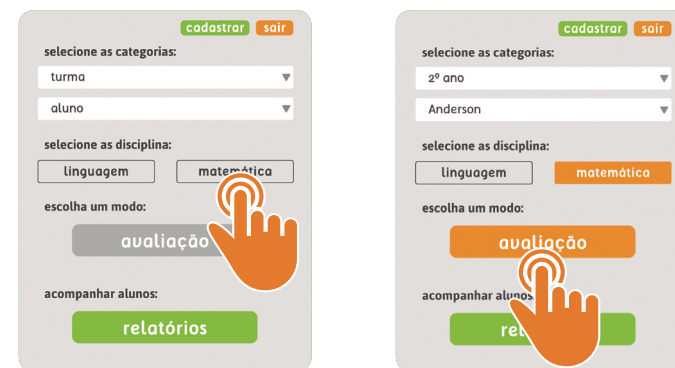 cadastrar sair
selecione as categorias:
turma
aluno
selecione as disciplina:
linguagem matemática
escolha um modo:
avaliação
acompanhar alunos:
relatórios
cadastrar sair
selecione as categorias:
2º ano
Anderson
selecione as disciplina:
linguagem matemática
escolha um modo:
avaliação
acompanhar alunos: